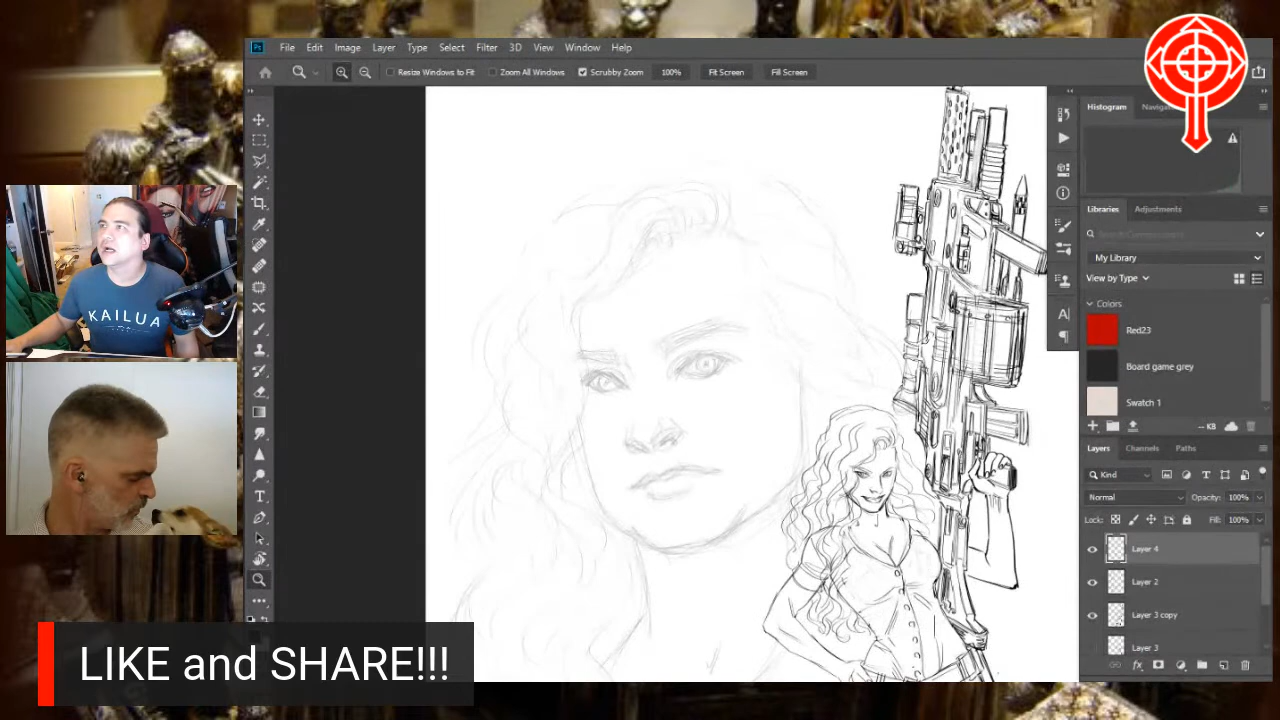 Ps File Edit Image Layer Type Select Filter 3D View Window Help
Resize Windows to Fit Zoom All Windows Scrubby Zoom 100% Fit Screen Fill Screen
Histogram
Libraries Adjustments
My Library
View by Type
Colors
Red23
Board game grey
Swatch 1
-- KB
Layers Channels Paths
Kind
Normal Opacity: 100%
Lock: Fill: 100%
Layer 4
Layer 2
Layer 3 copy
Layer 3
KAILUA
LIKE and SHARE!!!